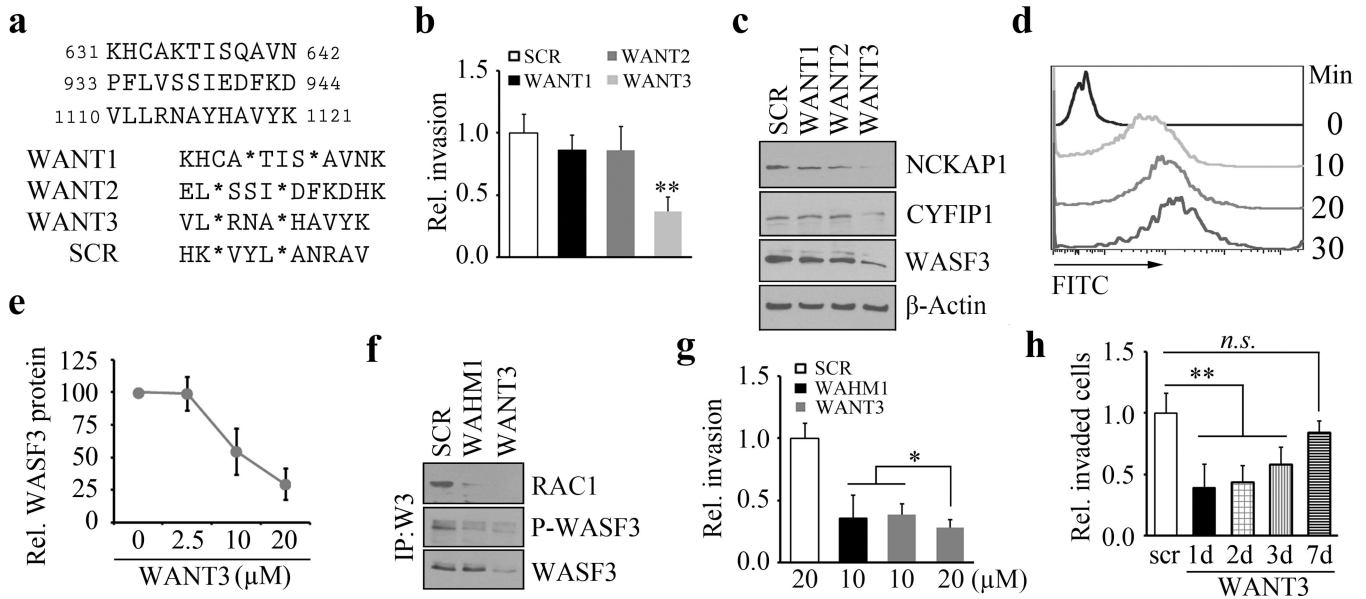 a
631 KHCAKTISQAVN 642
933 PFLVSSIEDFKD 944
1110 VLLRNAYHAVYK 1121
WANT1 KHCA*TIS*AVNK
WANT2 EL*SSI*DFKDHK
WANT3 VL*RNA*HAVYK
SCR HK*VYL*ANRAV
b
SCR WANT2
WANT1 WANT3
Rel. invasion
1.5
1.0
0.5
0.0
**
c
SCR
WANT1
WANT2
WANT3
NCKAP1
CYFIP1
WASF3
β-Actin
d
Min
0
10
20
30
FITC
e
Rel. WASF3 protein
125
100
75
50
25
0
0 2.5 10 20
WANT3 (μM)
f
SCR
WAHM1
WANT3
IP:W3
RAC1
P-WASF3
WASF3
g
SCR
WAHM1
WANT3
Rel. invasion
1.5
1.0
0.5
0.0
*
20 10 10 20 (μM)
h
Rel. invaded cells
1.5
1.0
0.5
0.0
n.s.
**
scr 1d 2d 3d 7d
WANT3